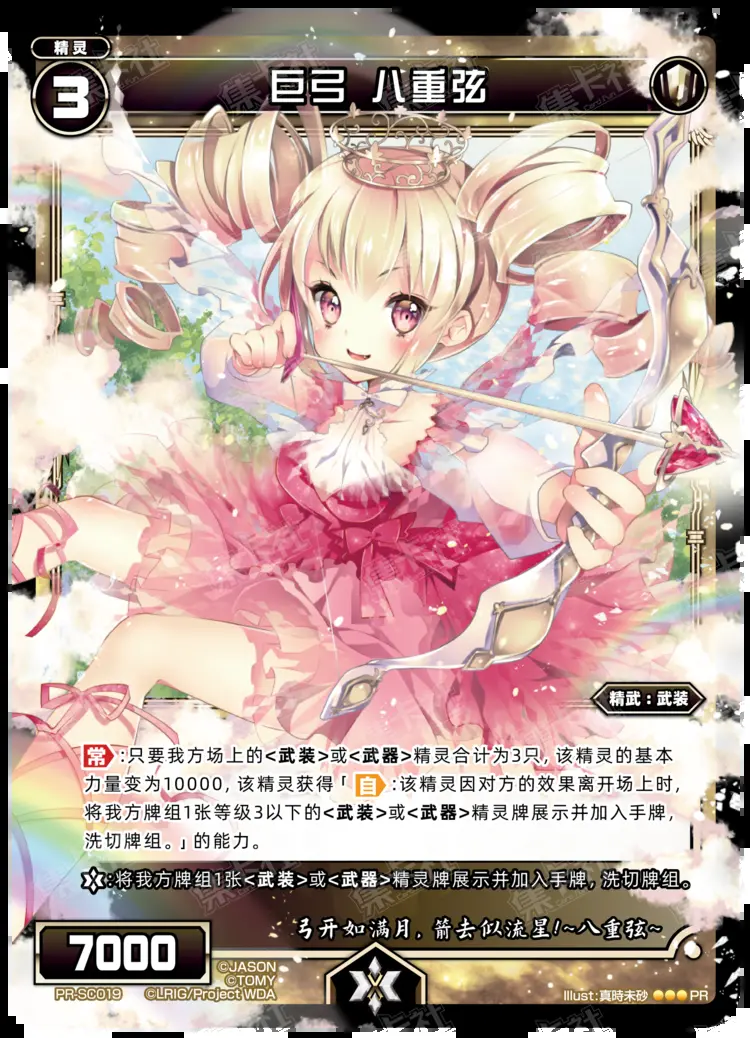 精灵
3
巨弓 八重弦
精武:武装
常:只要我方场上的<武装>或<武器>精灵合计为3只,该精灵的基本
力量变为10000,该精灵获得「自:该精灵因对方的效果离开场上时,
将我方牌组1张等级3以下的<武装>或<武器>精灵牌展示并加入手牌,
洗切牌组。」的能力。
:将我方牌组1张<武装>或<武器>精灵牌展示并加入手牌,洗切牌组。
弓开如满月,箭去似流星!~八重弦~
7000
©JASON
©TOMY
PR-SC019 ©LRIG/Project WDA
Illust:真時未砂 PR
集卡社